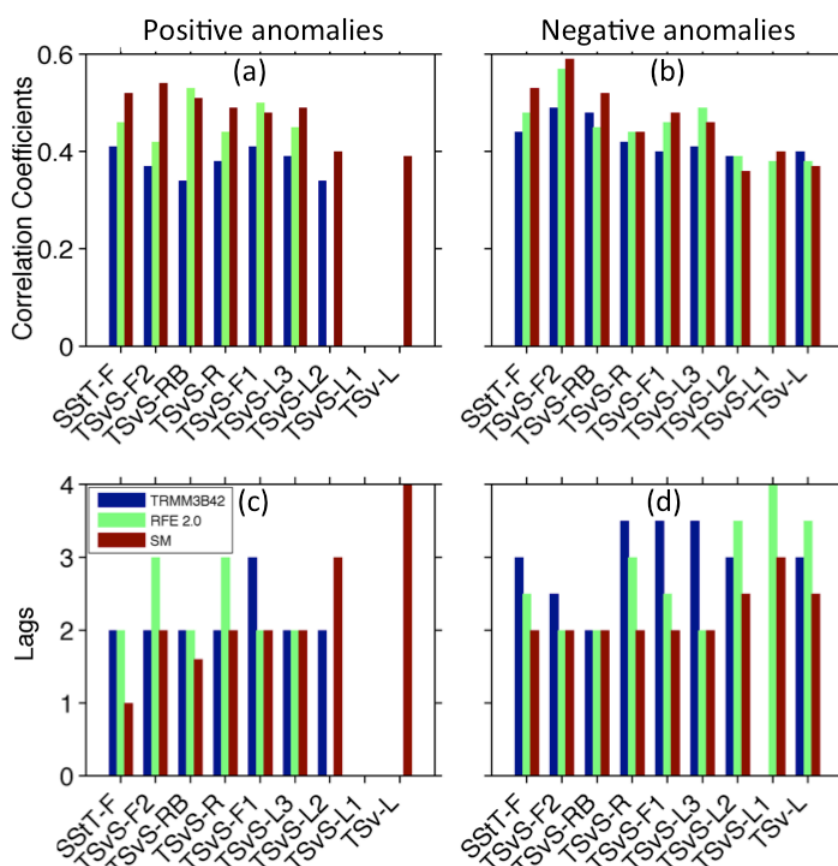 Positive anomalies
Negative anomalies
(a)
(b)
Correlation Coefficients
0.6
0.4
0.2
0
SStT-F
TSvS-F2
TSvS-RB
TSvS-R
TSvS-F1
TSvS-L3
TSvS-L2
TSvS-L1
TSv-L
SStT-F
TSvS-F2
TSvS-RB
TSvS-R
TSvS-F1
TSvS-L3
TSvS-L2
TSvS-L1
TSv-L
(c)
(d)
TRMM3B42
RFE 2.0
SM
Lags
4
3
2
1
0
SStT-F
TSvS-F2
TSvS-RB
TSvS-R
TSvS-F1
TSvS-L3
TSvS-L2
TSvS-L1
TSv-L
SStT-F
TSvS-F2
TSvS-RB
TSvS-R
TSvS-F1
TSvS-L3
TSvS-L2
TSvS-L1
TSv-L